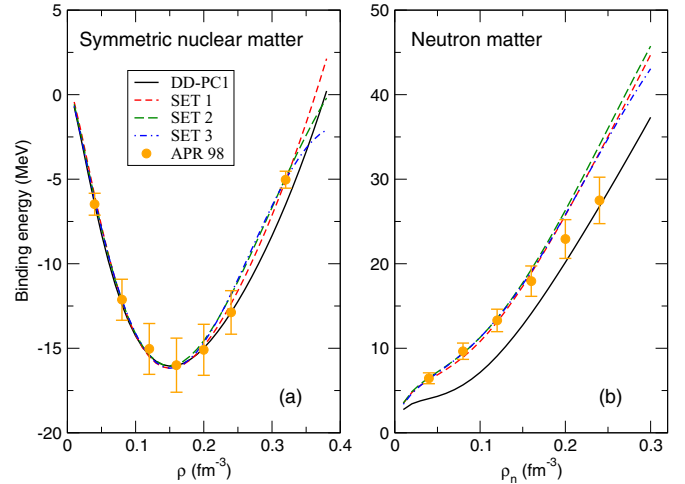 Symmetric nuclear matter
Neutron matter
DD-PC1
SET 1
SET 2
SET 3
APR 98
Binding energy (MeV)
5
0
-5
-10
-15
-20
50
40
30
20
10
0
(a)
(b)
0 0.1 0.2 0.3 0.4
0 0.1 0.2 0.3
ρ (fm⁻³)
ρₙ (fm⁻³)